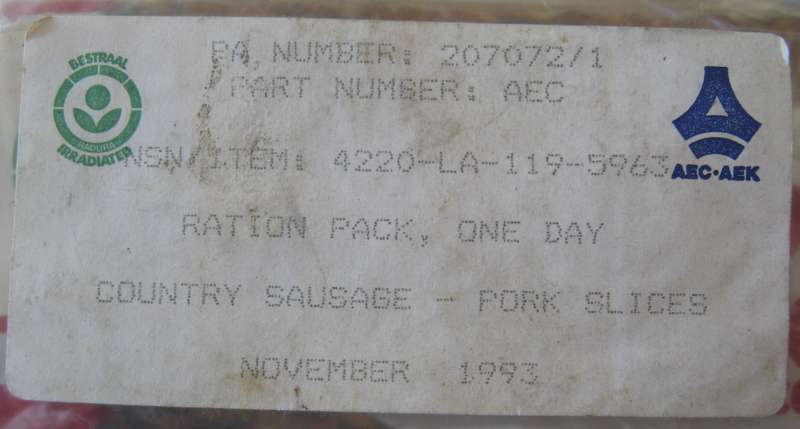 BESTRAAL
RADURA
IRRADIATED
PA, NUMBER: 207072/1
PART NUMBER: AEC
NSN/ITEM: 4220-LA-119-5963
AEC·AEK
RATION PACK, ONE DAY
COUNTRY SAUSAGE - PORK SLICES
NOVEMBER 1993